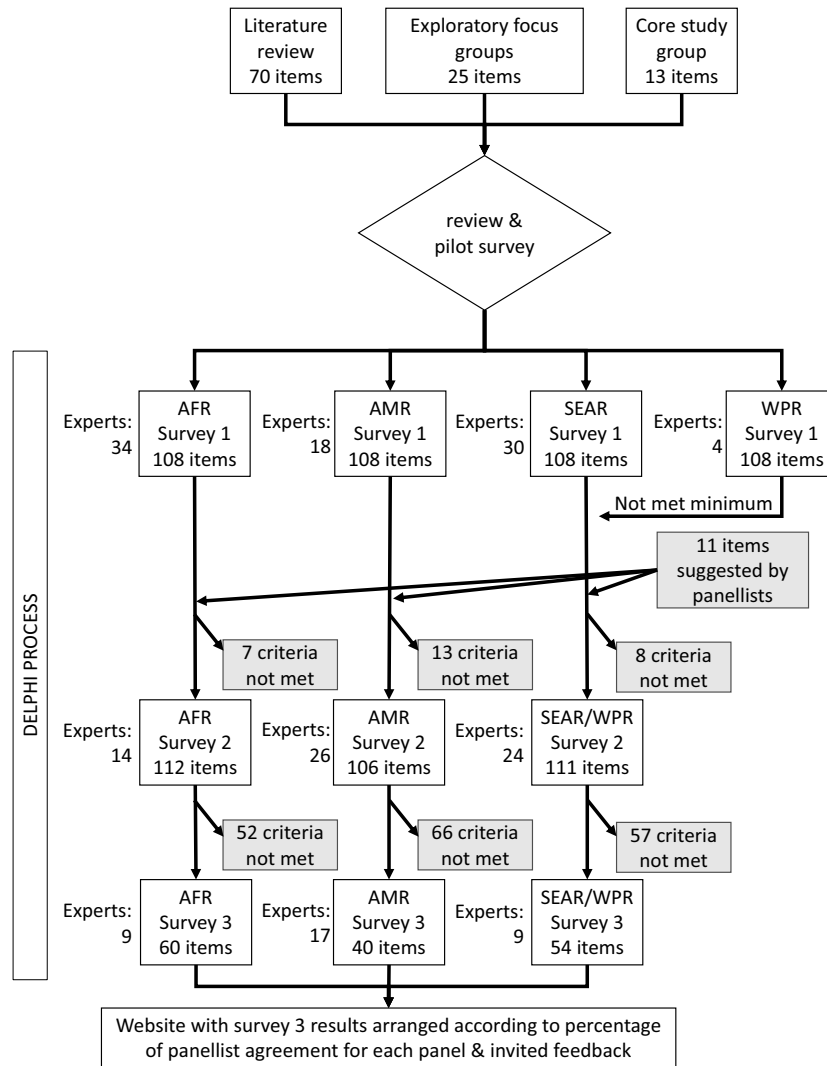 Literature
review
70 items
Exploratory focus
groups
25 items
Core study
group
13 items
review &
pilot survey
DELPHI PROCESS
Experts:
34
AFR
Survey 1
108 items
Experts:
18
AMR
Survey 1
108 items
Experts:
30
SEAR
Survey 1
108 items
Experts:
4
WPR
Survey 1
108 items
Not met minimum
11 items
suggested by
panellists
7 criteria
not met
13 criteria
not met
8 criteria
not met
Experts:
14
AFR
Survey 2
112 items
Experts:
26
AMR
Survey 2
106 items
Experts:
24
SEAR/WPR
Survey 2
111 items
52 criteria
not met
66 criteria
not met
57 criteria
not met
Experts:
9
AFR
Survey 3
60 items
Experts:
17
AMR
Survey 3
40 items
Experts:
9
SEAR/WPR
Survey 3
54 items
Website with survey 3 results arranged according to percentage
of panellist agreement for each panel & invited feedback